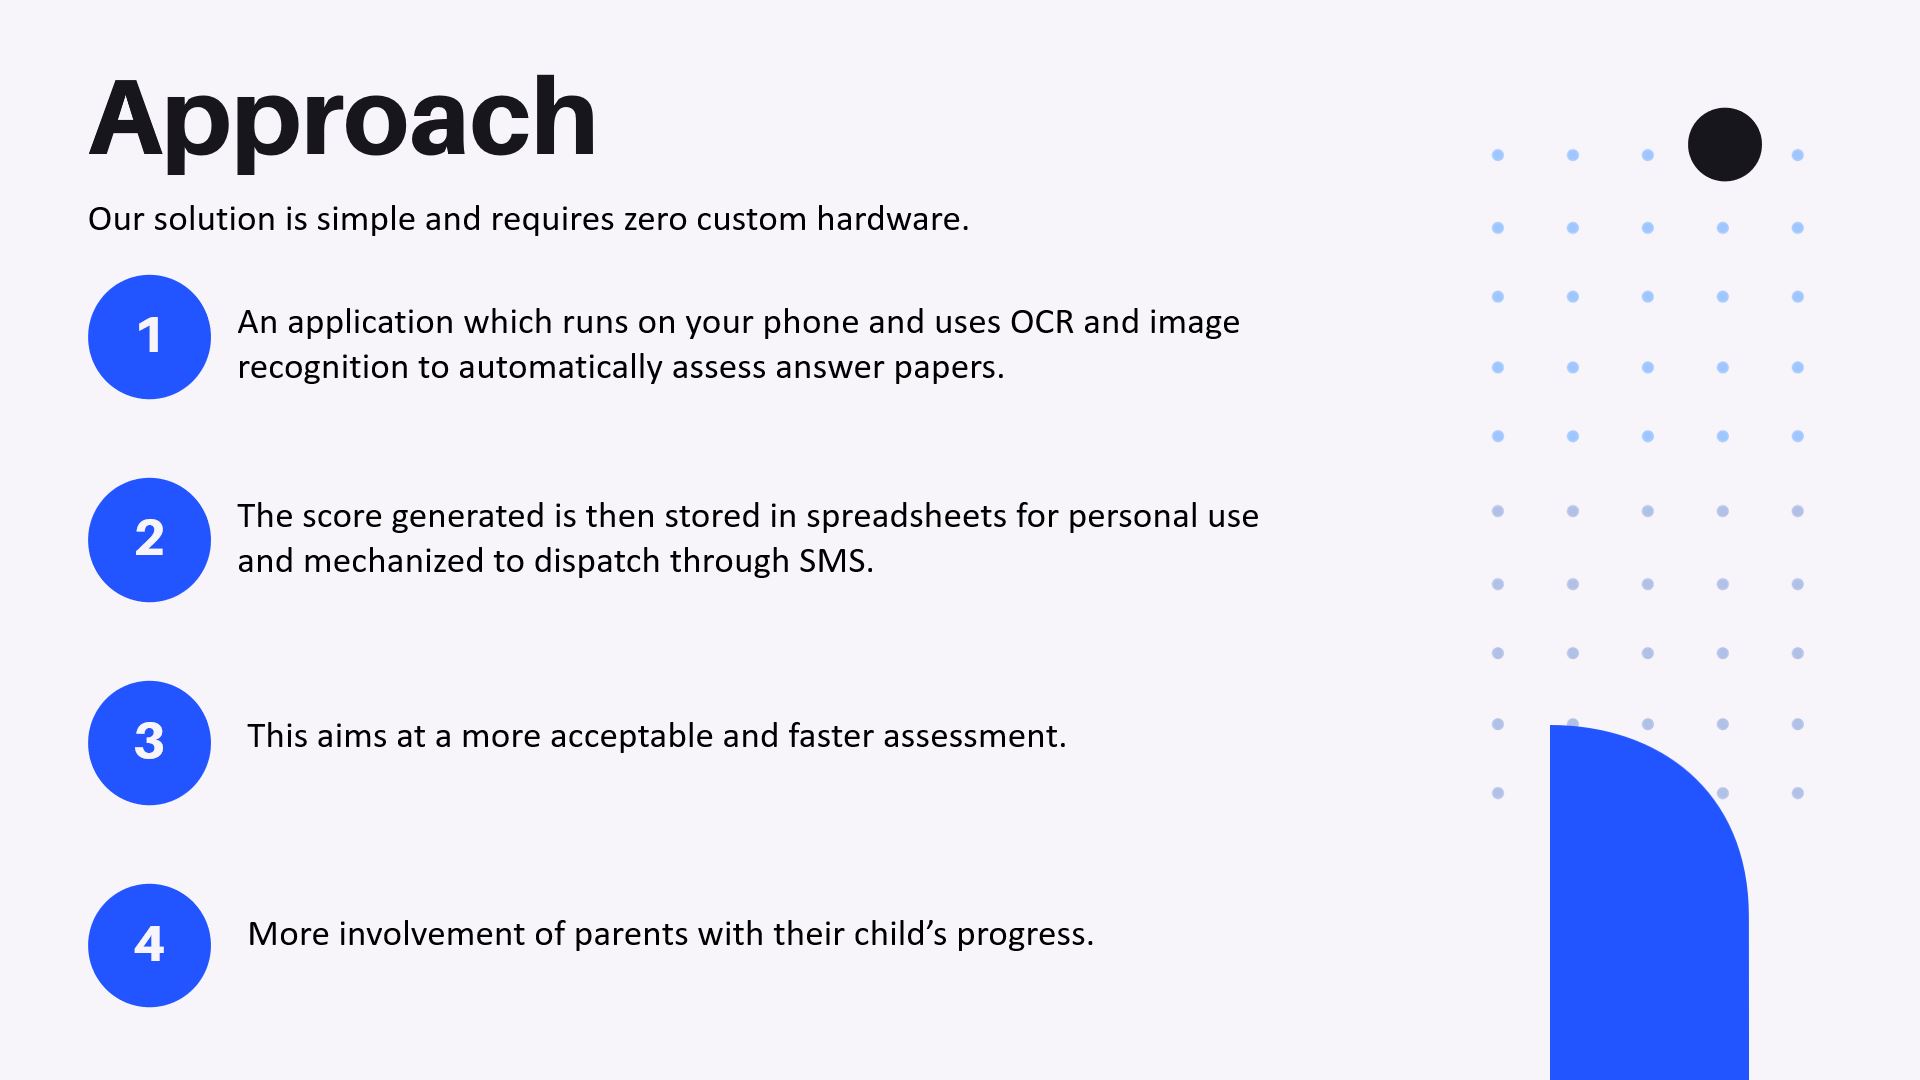 Approach
Our solution is simple and requires zero custom hardware.
1
An application which runs on your phone and uses OCR and image
recognition to automatically assess answer papers.
2
The score generated is then stored in spreadsheets for personal use
and mechanized to dispatch through SMS.
3
This aims at a more acceptable and faster assessment.
4
More involvement of parents with their child’s progress.